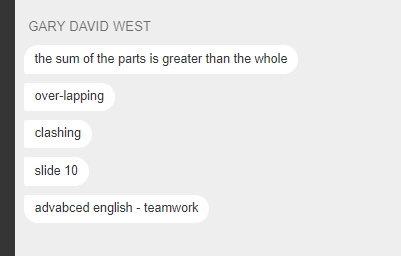 GARY DAVID WEST
the sum of the parts is greater than the whole
over-lapping
clashing
slide 10
advabced english - teamwork